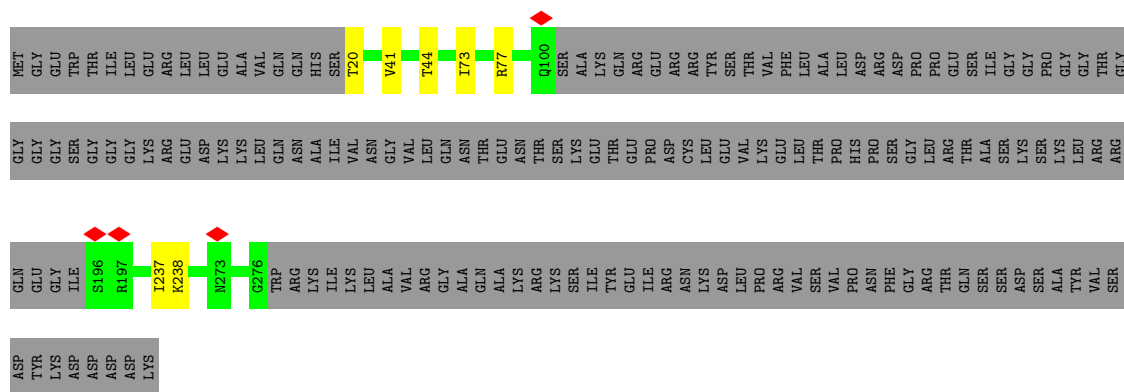 MET GLY GLU TRP THR ILE LEU GLU ARG LEU LEU GLU ALA VAL GLN GLN HIS SER T20 V41 T44 I73 R77 Q100 SER ALA LYS GLN ARG GLU ARG ARG TYR SER THR VAL PHE LEU ALA LEU ASP ARG ASP PRO PRO GLU SER ILE GLY GLY PRO GLY GLY THR GLY
GLY GLY GLY SER GLY GLY GLY LYS ARG GLU ASP LYS LYS LEU GLN ASN ALA ILE VAL ASN GLY VAL LEU GLN ASN THR GLU ASN THR SER LYS GLU THR GLU PRO ASP CYS LEU GLU VAL LYS GLU LEU THR PRO HIS PRO SER GLY LEU ARG THR ALA SER LYS SER LYS LEU ARG ARG
GLN GLU GLY ILE S196 R197 I237 K238 N273 G276 TRP ARG LYS ILE LYS LEU ALA VAL ARG GLY ALA GLN ALA LYS ARG LYS SER ILE TYR GLU ILE ARG ASN LYS ASP LEU PRO ARG VAL SER VAL PRO ASN PHE GLY ARG THR GLN SER SER ASP SER ALA TYR VAL SER
ASP TYR LYS ASP ASP ASP ASP LYS